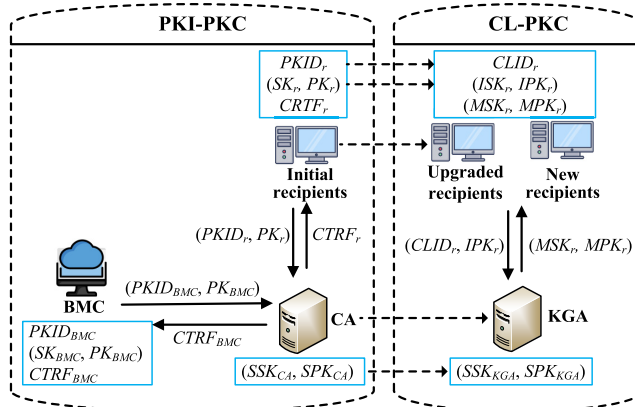 PKI-PKC
CL-PKC
PKID_r
(SK_r, PK_r)
CRTF_r
CLID_r
(ISK_r, IPK_r)
(MSK_r, MPK_r)
Initial
recipients
Upgraded
recipients
New
recipients
(PKID_r, PK_r)
CTRF_r
(CLID_r, IPK_r)
(MSK_r, MPK_r)
BMC
(PKID_BMC, PK_BMC)
CTRF_BMC
CA
KGA
PKID_BMC
(SK_BMC, PK_BMC)
CTRF_BMC
(SSK_CA, SPK_CA)
(SSK_KGA, SPK_KGA)